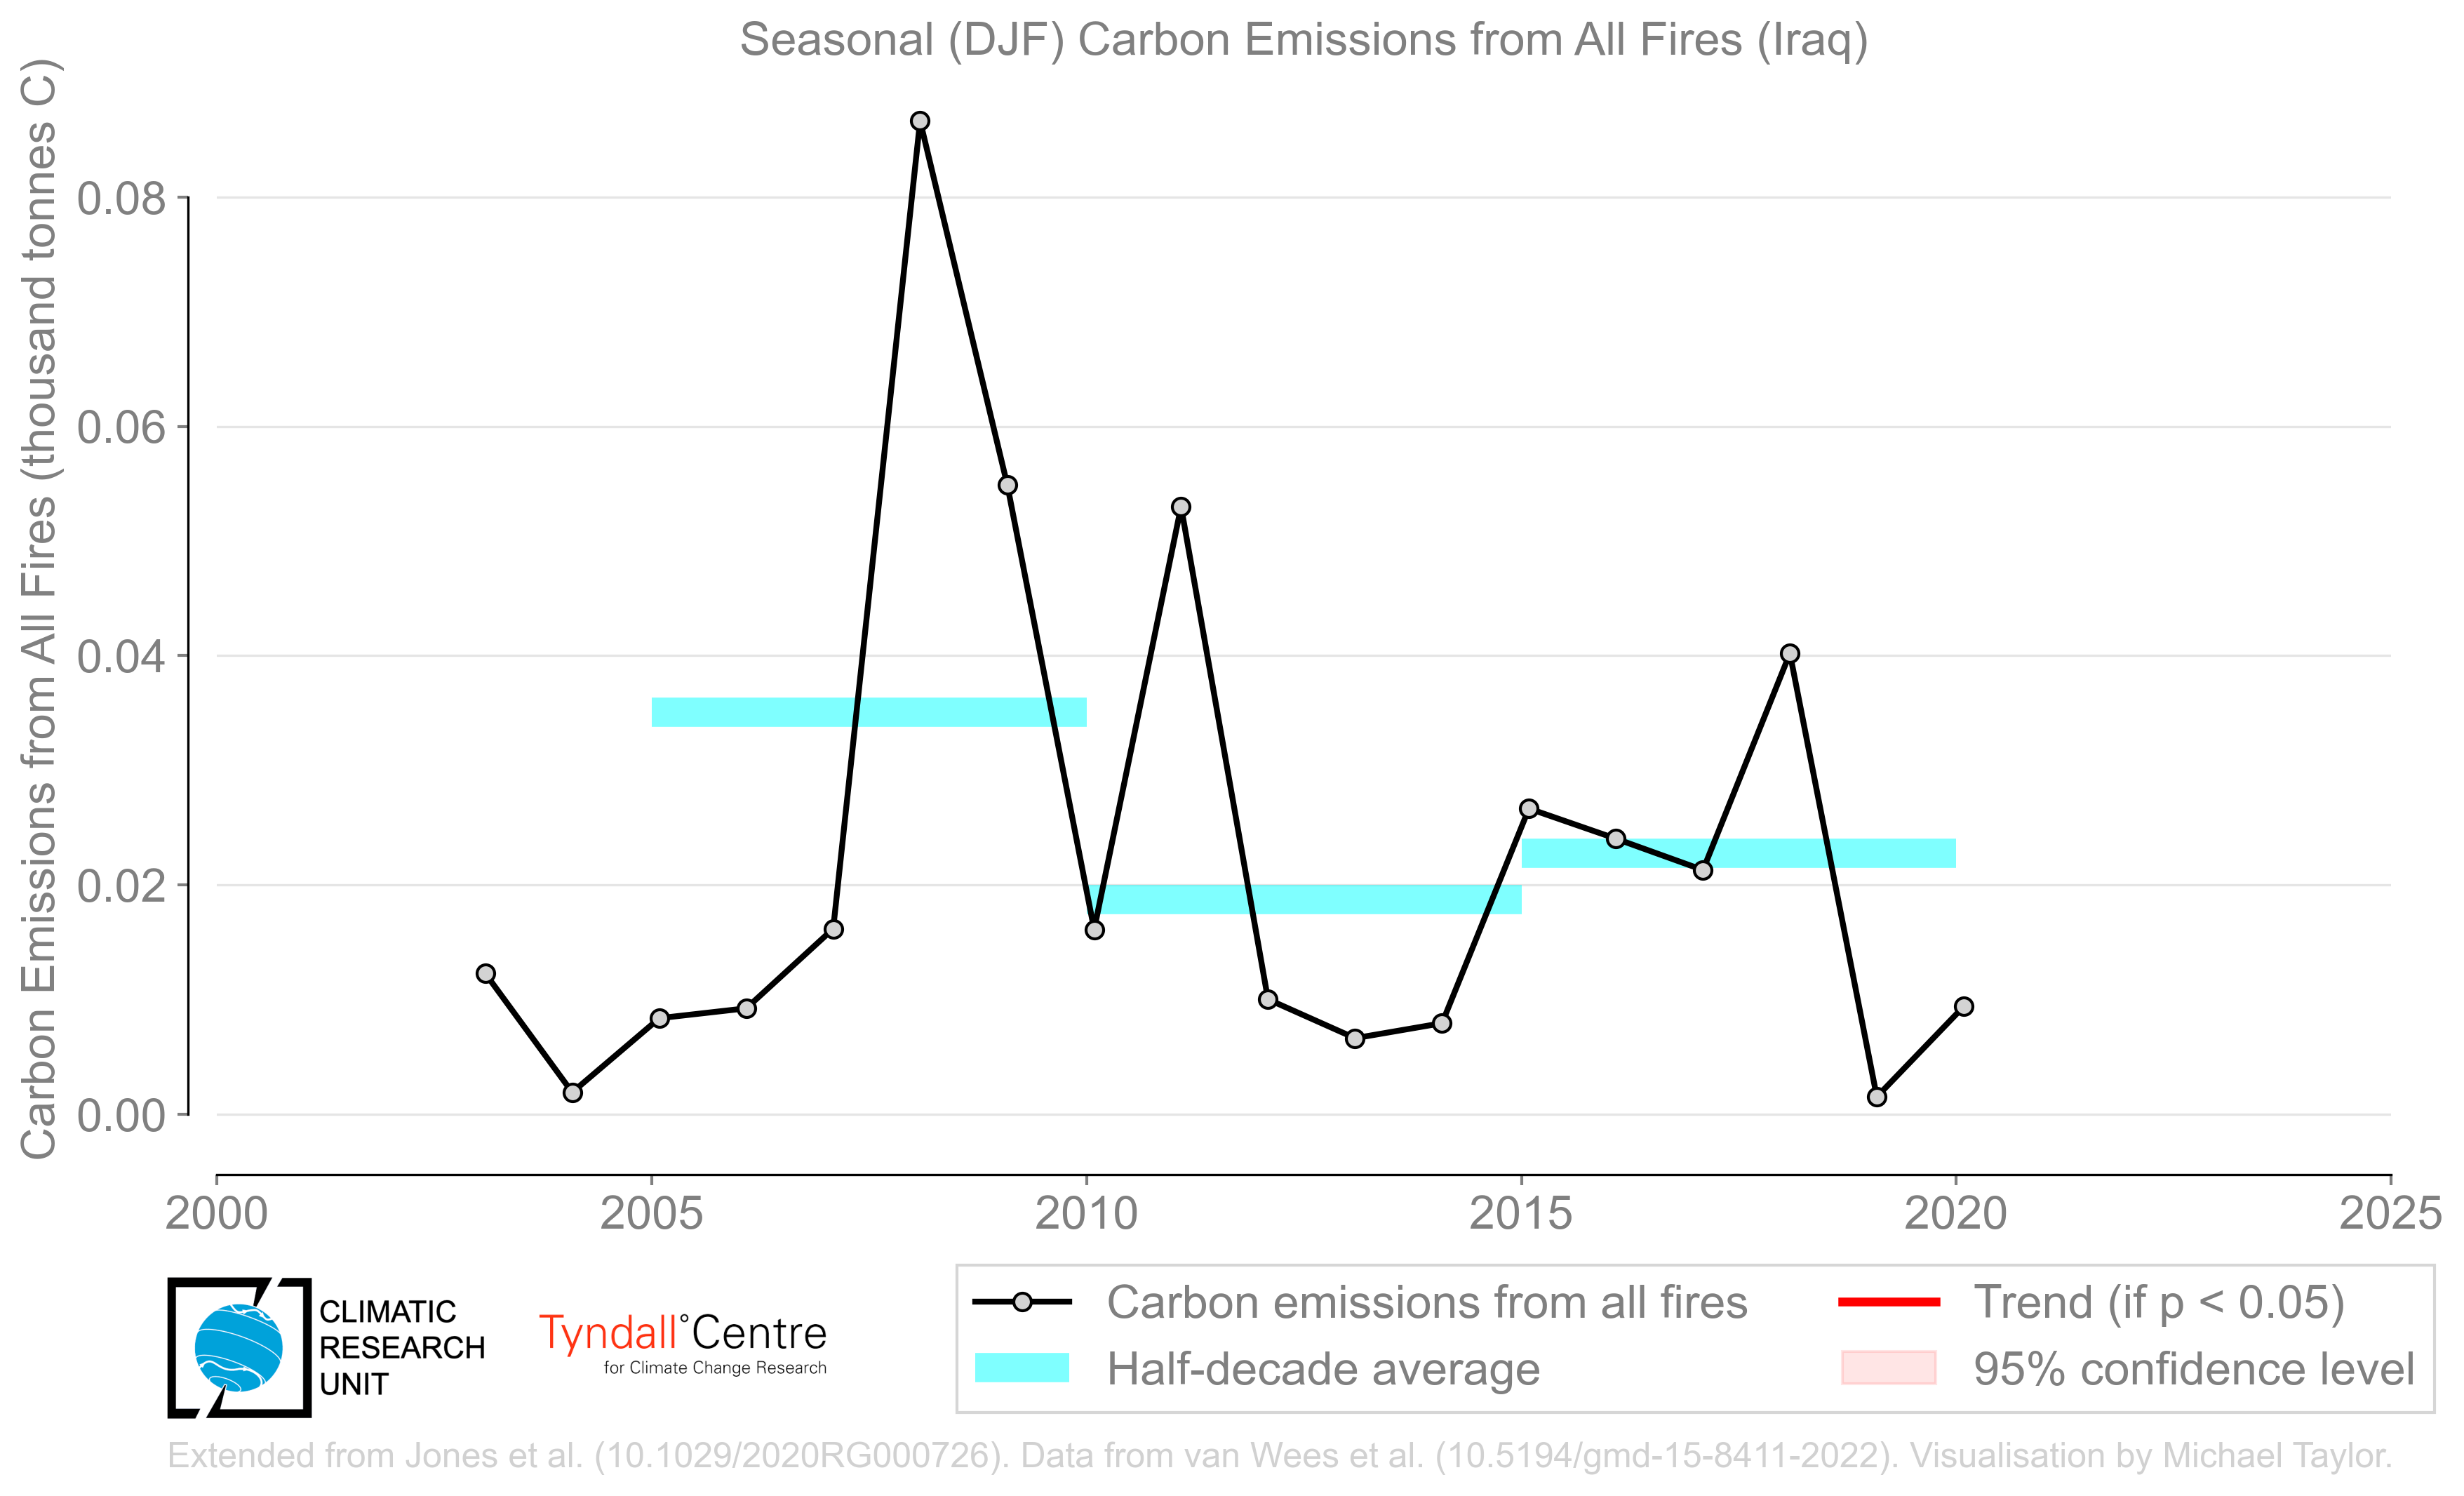 Seasonal (DJF) Carbon Emissions from All Fires (Iraq)
Carbon Emissions from All Fires (thousand tonnes C)
0.08
0.06
0.04
0.02
0.00
2000 2005 2010 2015 2020 2025
CLIMATIC
RESEARCH
UNIT
Tyndall°Centre
for Climate Change Research
Carbon emissions from all fires
Half-decade average
Trend (if p < 0.05)
95% confidence level
Extended from Jones et al. (10.1029/2020RG000726). Data from van Wees et al. (10.5194/gmd-15-8411-2022). Visualisation by Michael Taylor.